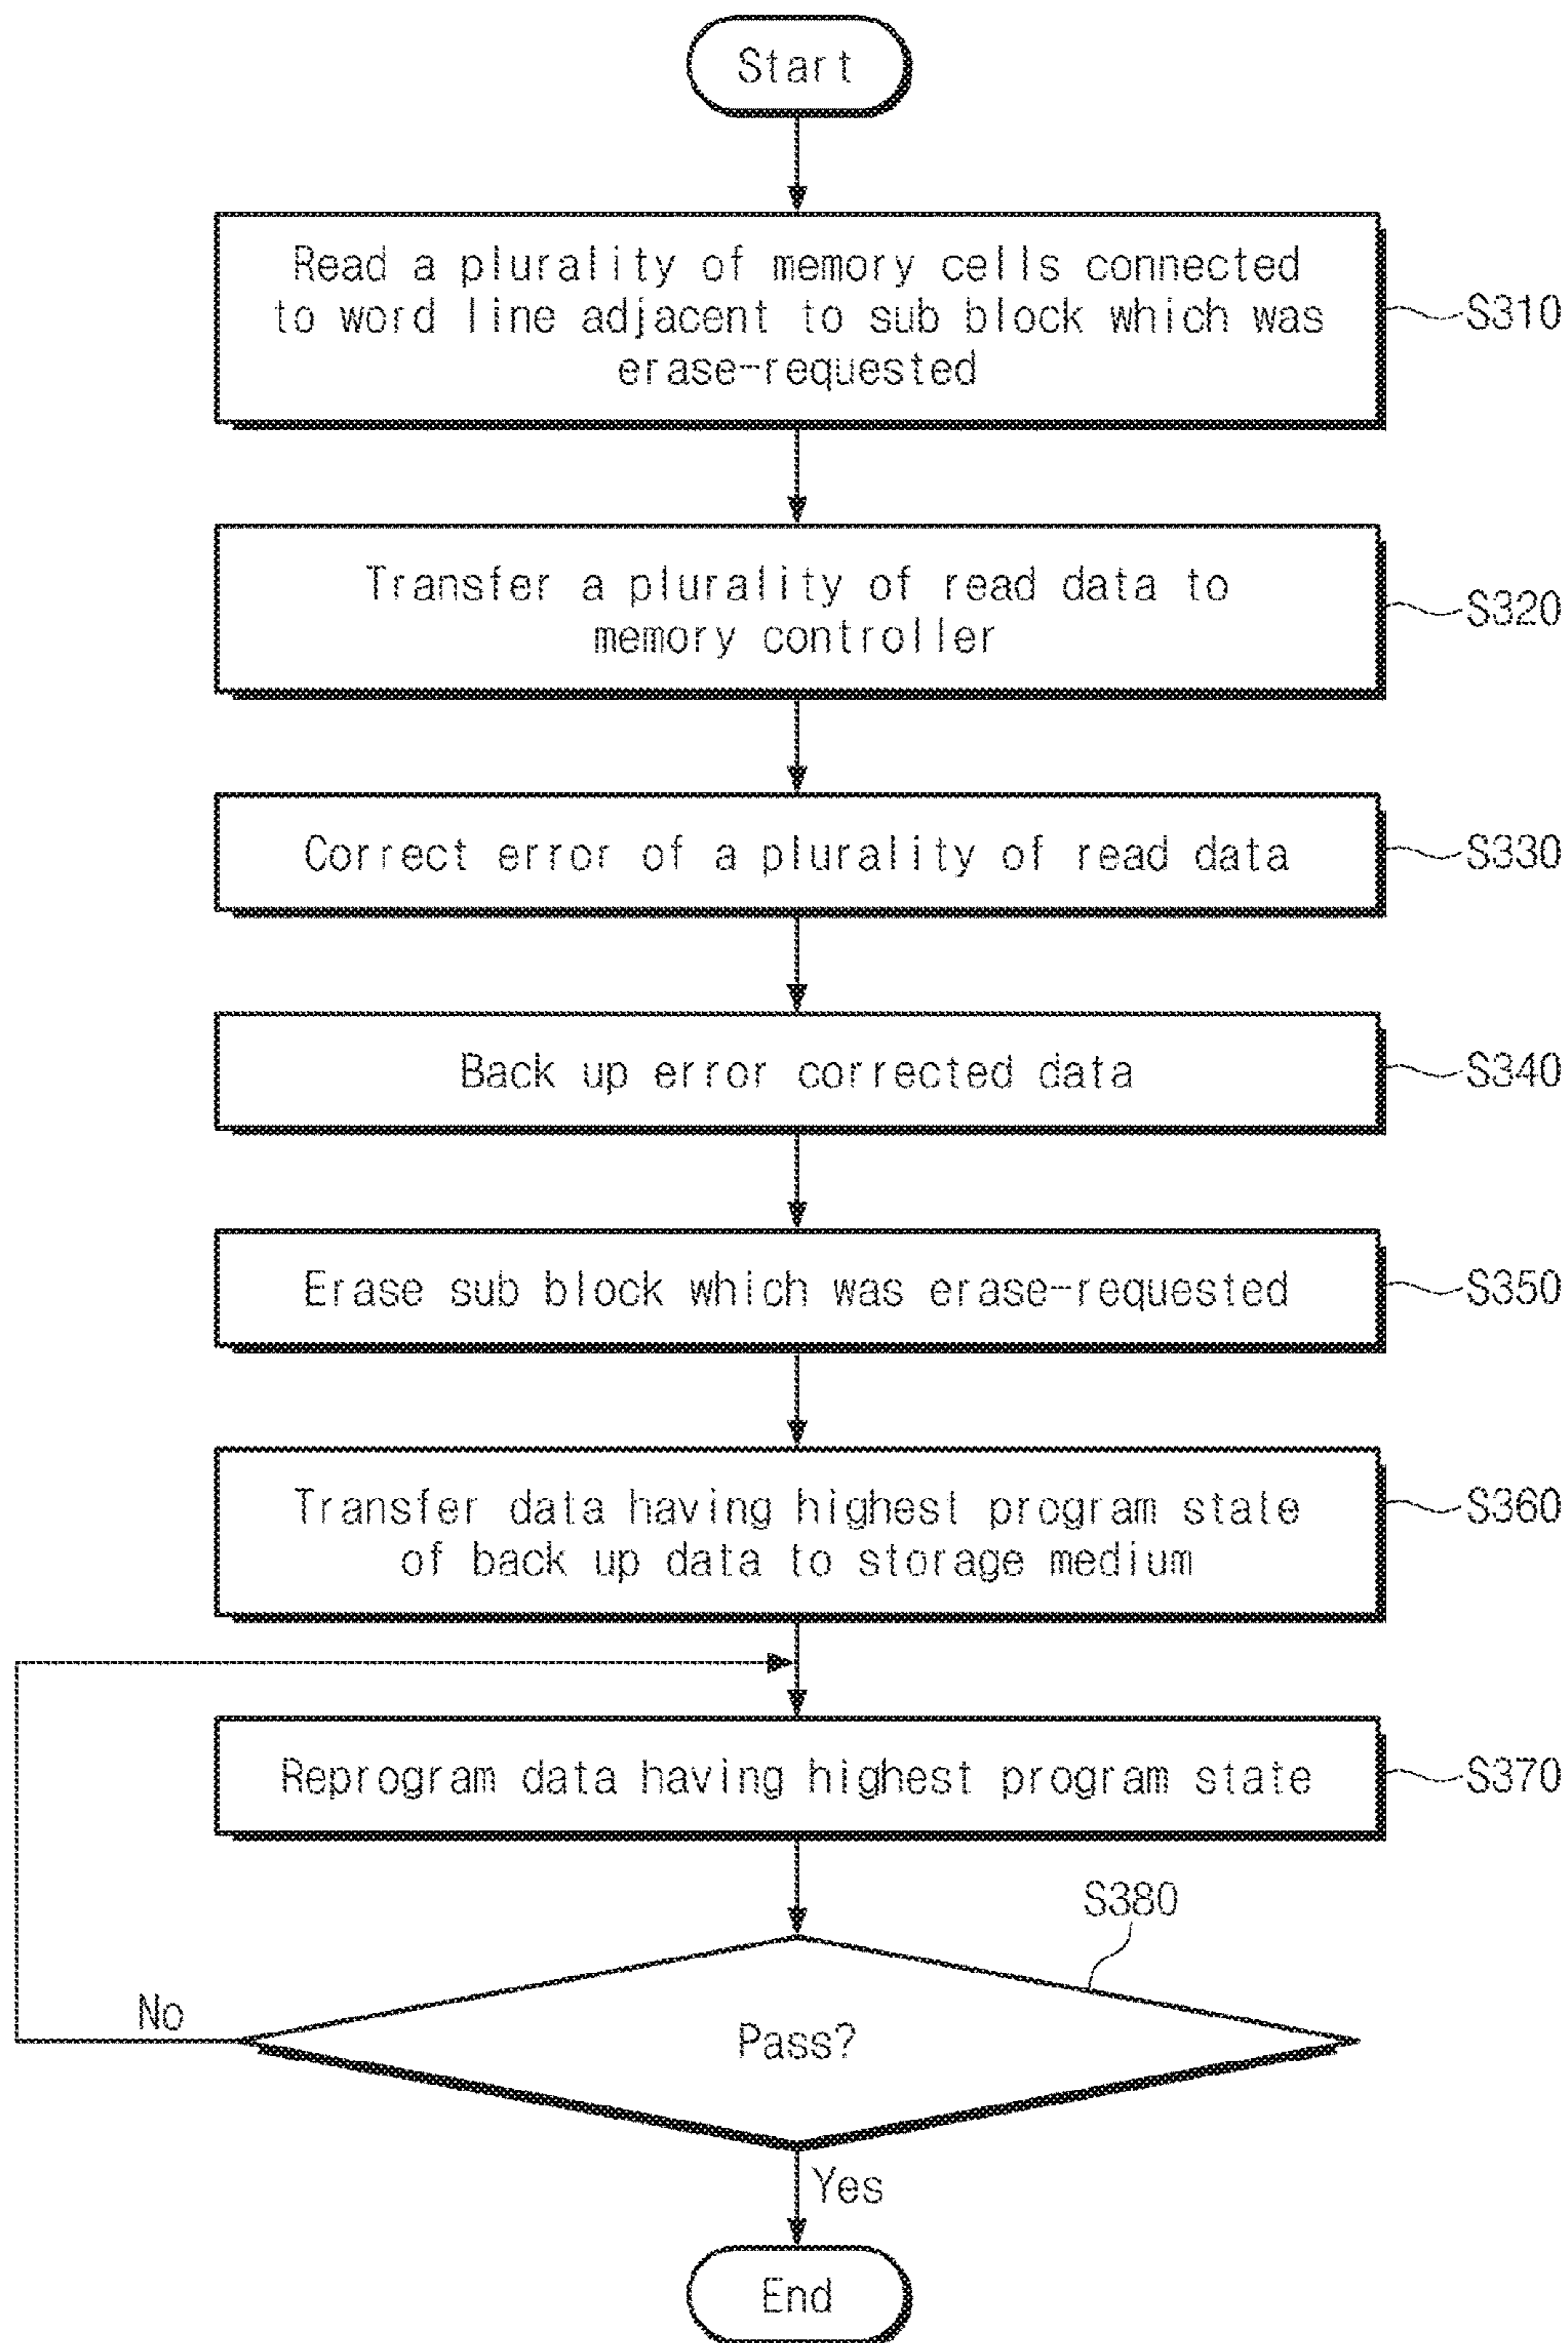 Start
Read a plurality of memory cells connected
to word line adjacent to sub block which was
erase-requested
S310
Transfer a plurality of read data to
memory controller
S320
Correct error of a plurality of read data
S330
Back up error corrected data
S340
Erase sub block which was erase-requested
S350
Transfer data having highest program state
of back up data to storage medium
S360
Reprogram data having highest program state
S370
S380
No
Pass?
Yes
End